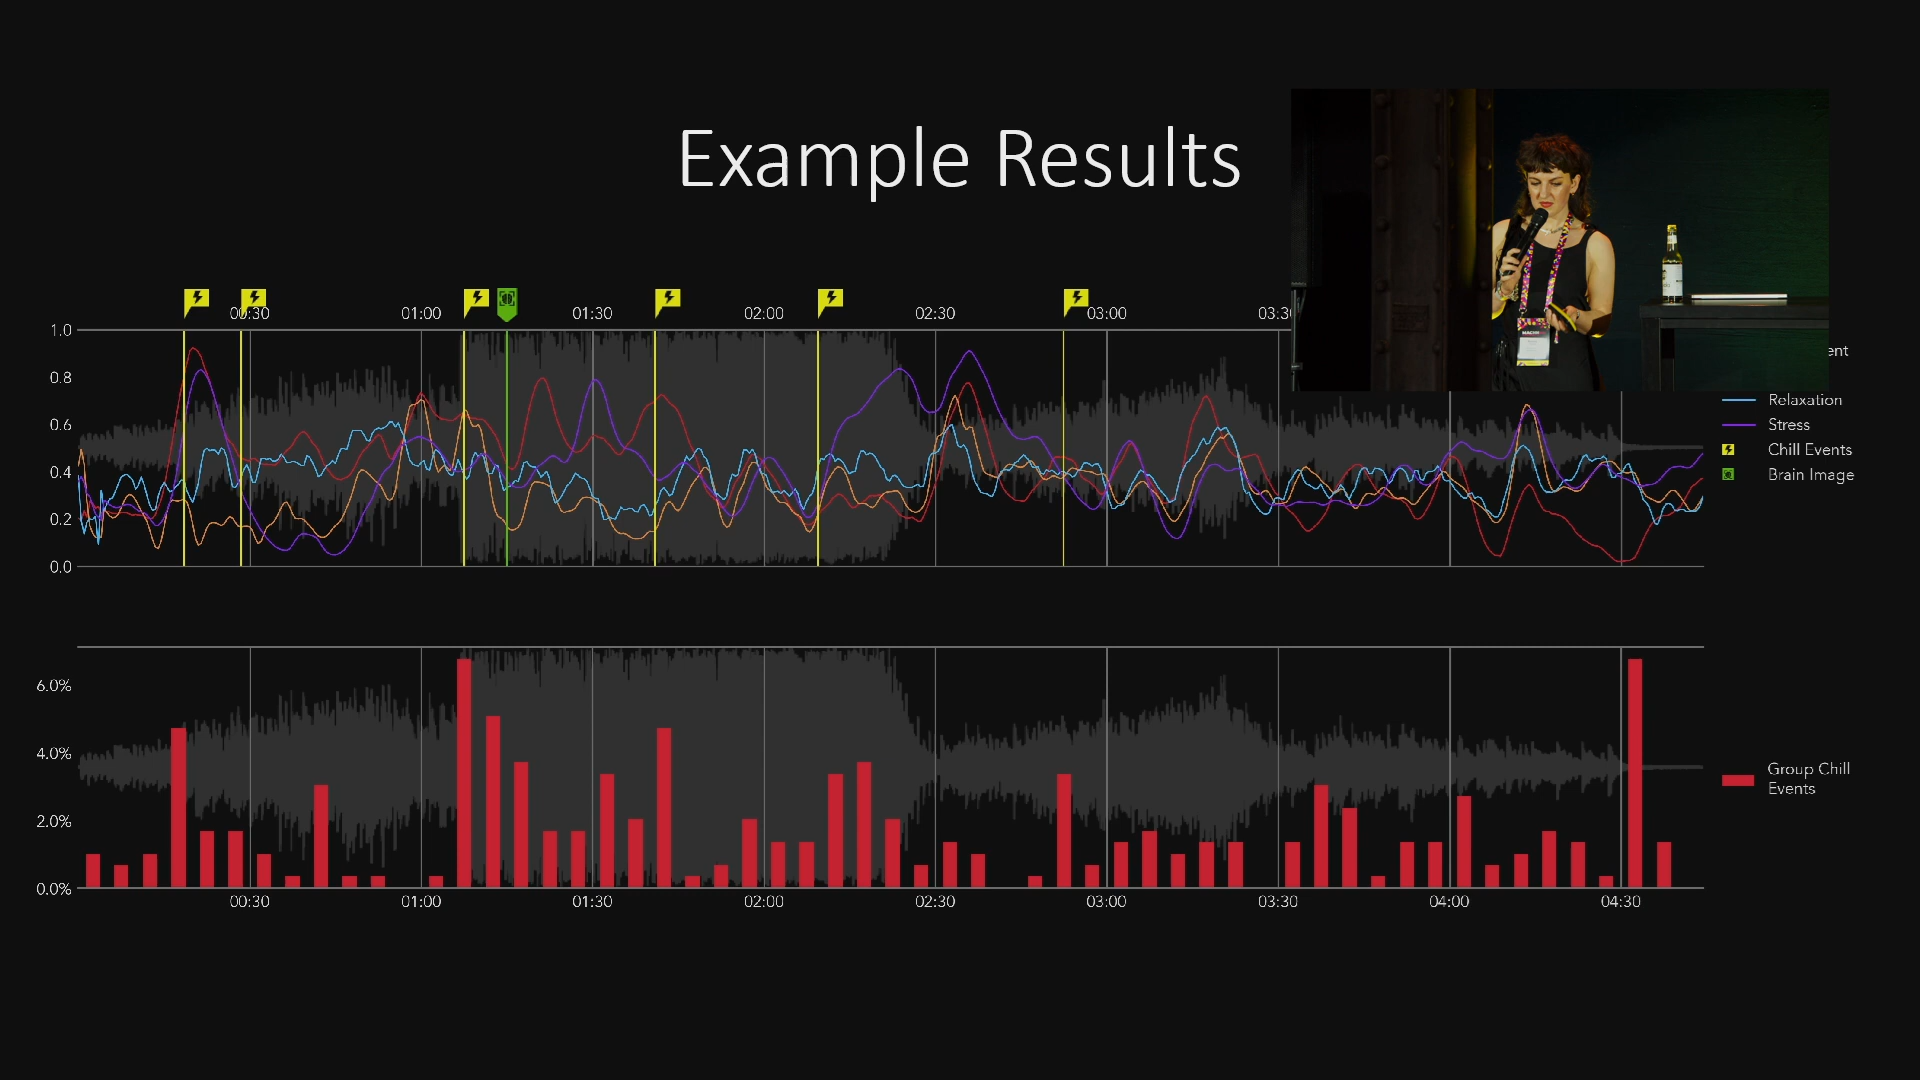 Example Results
00:30 01:00 01:30 02:00 02:30 03:00 03:30
1.0
0.8
0.6
0.4
0.2
0.0
Relaxation
Stress
Chill Events
Brain Image
6.0%
4.0%
2.0%
0.0%
Group Chill
Events
00:30 01:00 01:30 02:00 02:30 03:00 03:30 04:00 04:30